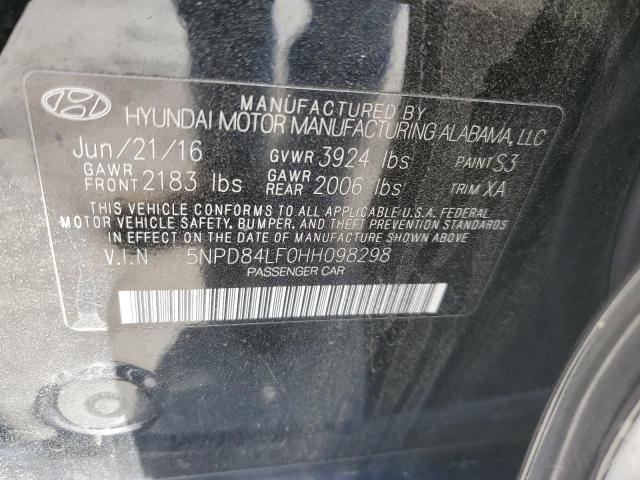 MANUFACTURED BY
HYUNDAI MOTOR MANUFACTURING ALABAMA, LLC
Jun/21/16 GVWR 3924 lbs PAINT S3
GAWR FRONT 2183 lbs GAWR REAR 2006 lbs TRIM XA
THIS VEHICLE CONFORMS TO ALL APPLICABLE U.S.A. FEDERAL
MOTOR VEHICLE SAFETY, BUMPER, AND THEFT PREVENTION STANDARDS
IN EFFECT ON THE DATE OF MANUFACTURE SHOWN ABOVE
V.I.N 5NPD84LF0HH098298
PASSENGER CAR